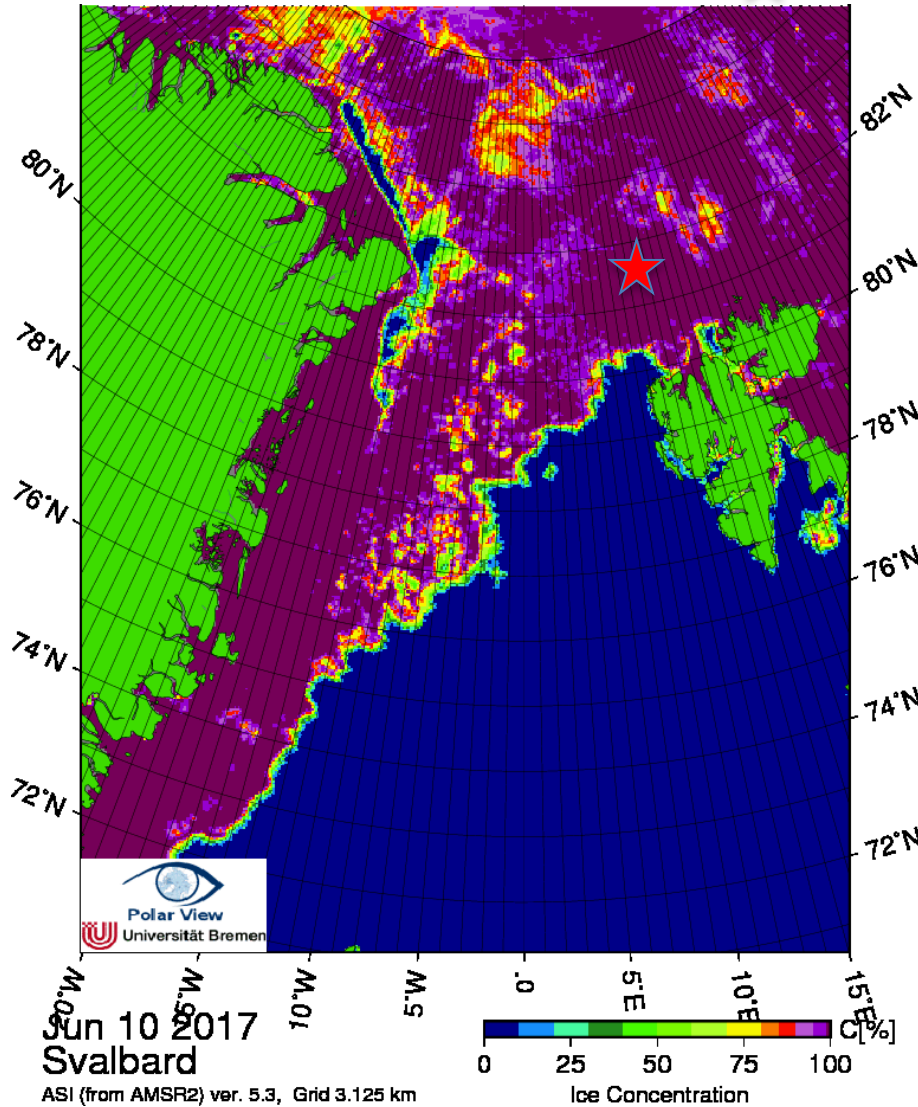 82°N
80°N
80°N
78°N
78°N
76°N
76°N
74°N
74°N
72°N
72°N
Polar View
Universität Bremen
20°W
15°W
10°W
5°W
0°
5°E
10°E
15°E
Jun 10 2017
Svalbard
ASI (from AMSR2) ver. 5.3, Grid 3.125 km
C[%]
0 25 50 75 100
Ice Concentration